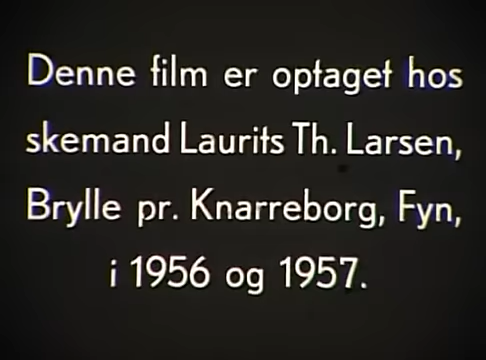 Denne film er optaget hos
skemand Laurits Th. Larsen,
Brylle pr. Knarreborg, Fyn,
i 1956 og 1957.